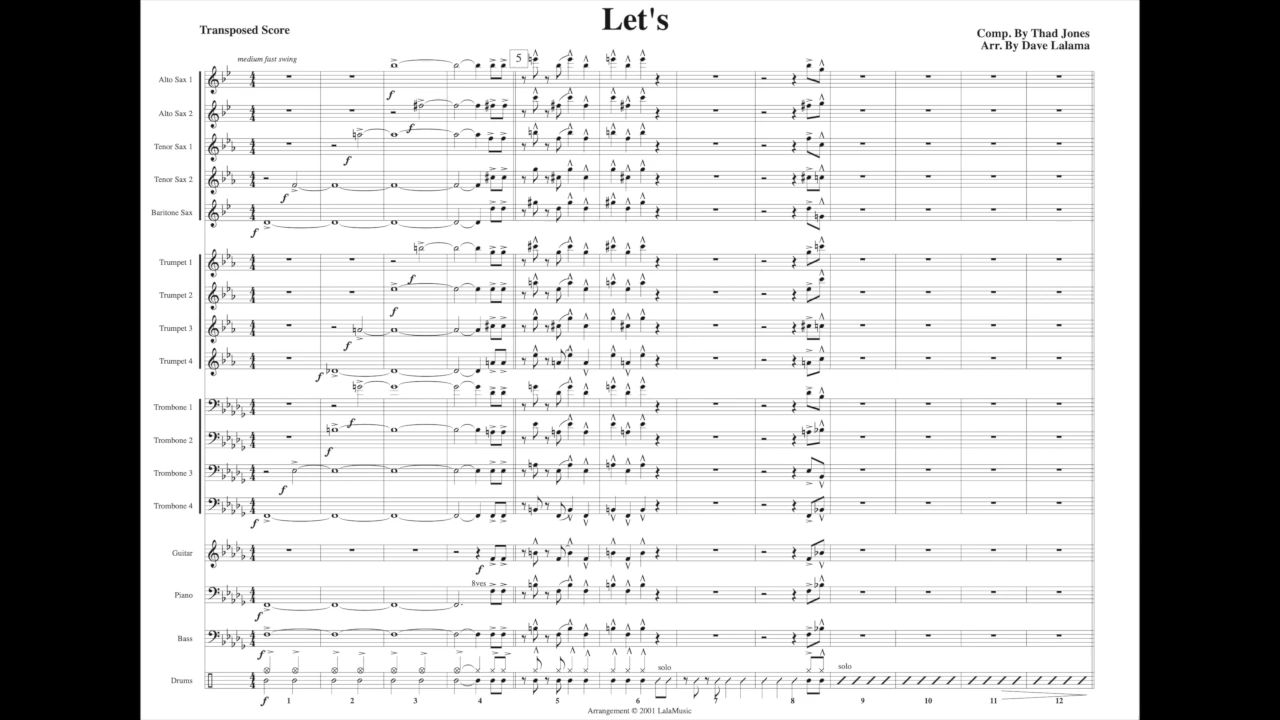 Let's
Transposed Score
Comp. By Thad Jones
Arr. By Dave Lalama
medium fast swing
5
Alto Sax 1
f
Alto Sax 2
f
Tenor Sax 1
f
Tenor Sax 2
f
Baritone Sax
f
Trumpet 1
f
Trumpet 2
f
Trumpet 3
f
Trumpet 4
f
Trombone 1
f
Trombone 2
f
Trombone 3
f
Trombone 4
f
Guitar
f
8ves
Piano
f
Bass
f
solo solo
Drums
f
1 2 3 4 5 6 7 8 9 10 11 12
Arrangement © 2001 LalaMusic